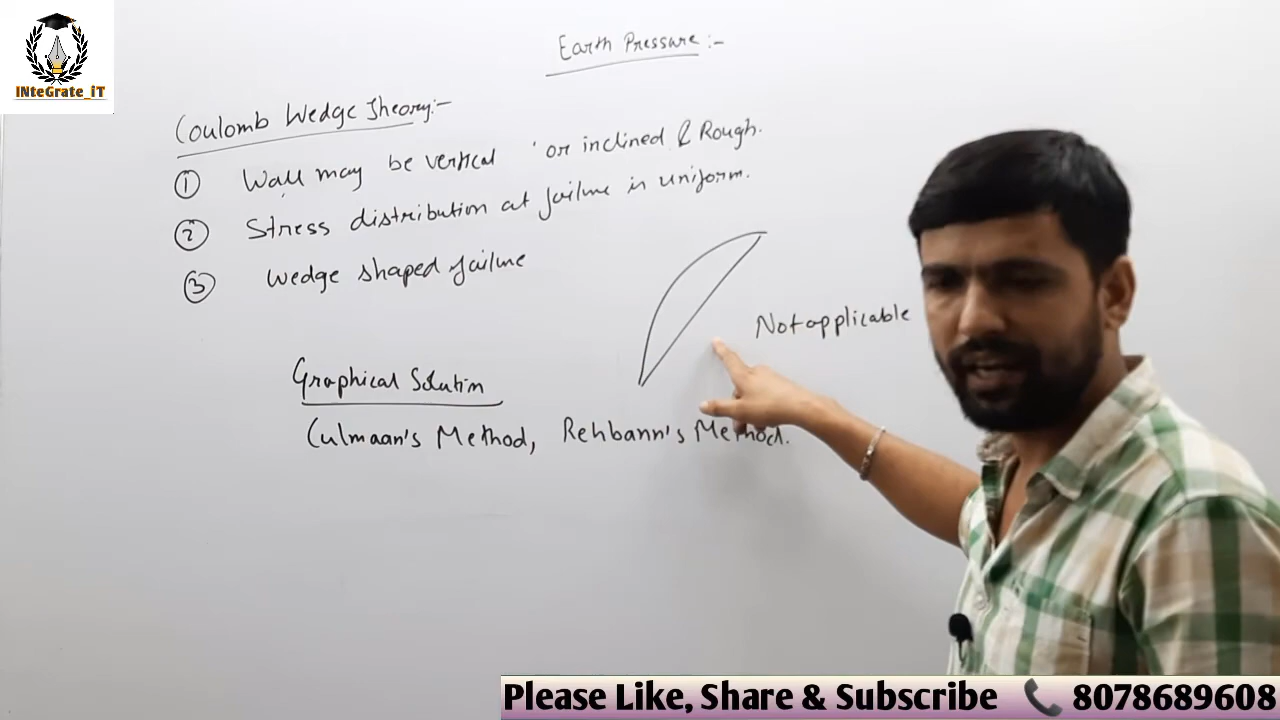 INteGrate_iT
Earth Pressure :-
Coulomb Wedge Theory:-
① Wall may be vertical or inclined & Rough.
② Stress distribution at failure is uniform.
③ Wedge shaped failure
Not applicable
Graphical Solution
Culmaan's Method, Rehbann's Method.
Please Like, Share & Subscribe 8078689608